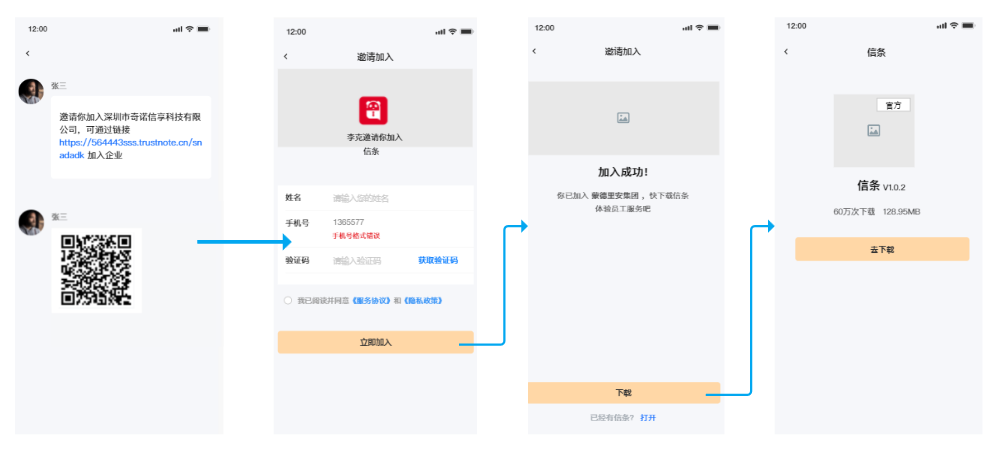 12:00
张三
邀请你加入深圳市奇诺信享科技有限
公司，可通过链接
https://564443sss.trustnote.cn/sn
adadk 加入企业
张三
12:00
邀请加入
李克邀请你加入
信条
姓名 请输入您的姓名
手机号 1365577
手机号格式错误
验证码 请输入验证码 获取验证码
我已阅读并同意《服务协议》和《隐私政策》
立即加入
12:00
邀请加入
加入成功！
你已加入 蒙德里安集团 ，快下载信条
体验员工服务吧
下载
已经有信条？ 打开
12:00
信条
官方
信条 V1.0.2
60万次下载 128.95MB
去下载